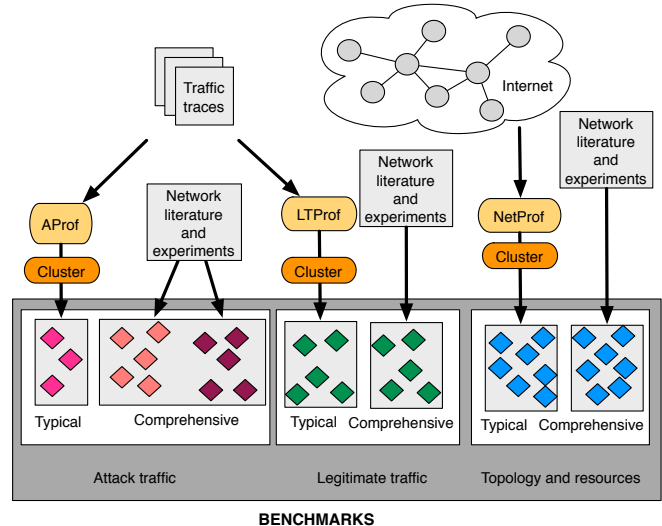 Traffic
traces
Internet
Network
literature
and
experiments
Network
literature
and
experiments
Network
literature
and
experiments
AProf
LTProf
NetProf
Cluster
Cluster
Cluster
Typical
Comprehensive
Typical
Comprehensive
Typical
Comprehensive
Attack traffic
Legitimate traffic
Topology and resources
BENCHMARKS